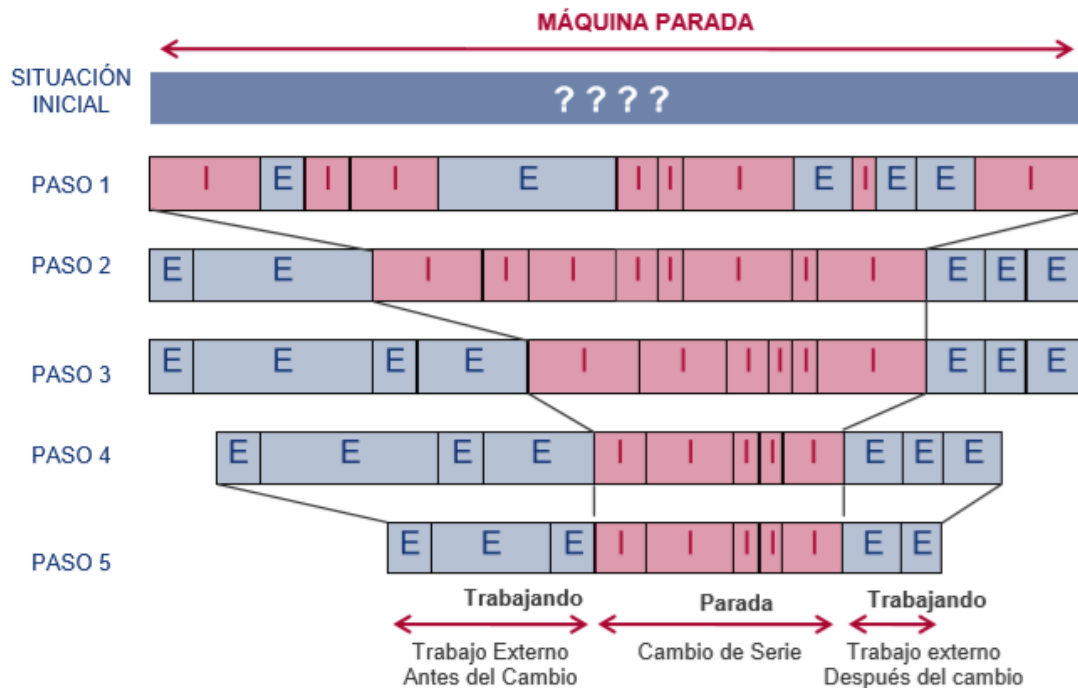 MÁQUINA PARADA
SITUACIÓN
INICIAL
? ? ? ?
PASO 1
I E I I E I I I E I E E I
PASO 2
E E I I I I I I I I E E E
PASO 3
E E E E I I I I I I E E E
PASO 4
E E E E I I I I I E E E
PASO 5
E E E I I I I I E E
Trabajando Parada Trabajando
Trabajo Externo Cambio de Serie Trabajo externo
Antes del Cambio Después del cambio